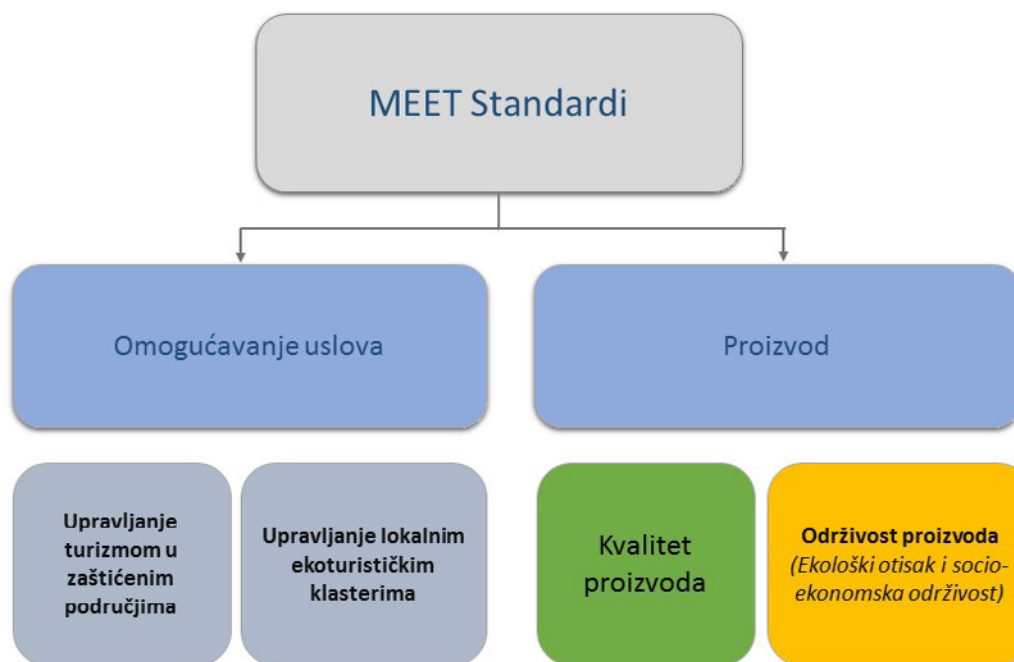 MEET Standardi
Omogućavanje uslova
Proizvod
Upravljanje
turizmom u
zaštićenim
područjima
Upravljanje lokalnim
ekoturističkim
klasterima
Kvalitet
proizvoda
Održivost proizvoda
(Ekološki otisak i socio-
ekonomska održivost)